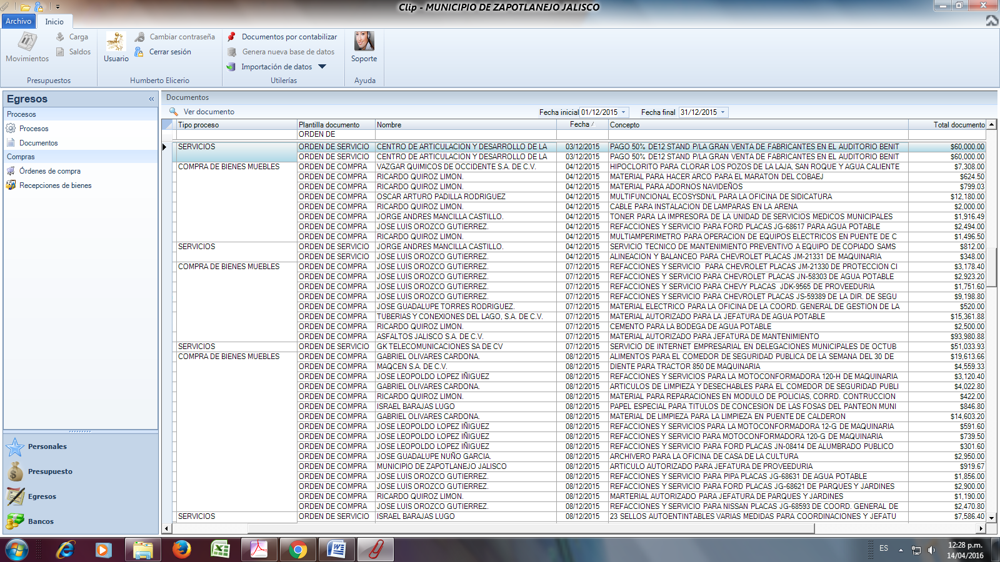 Clip - MUNICIPIO DE ZAPOTLANEJO JALISCO
Archivo Inicio
Movimientos Carga Saldos
Presupuestos
Usuario Cambiar contraseña Cerrar sesión
Humberto Elicerio
Documentos por contabilizar
Genera nueva base de datos
Importación de datos
Utilerías
Soporte
Ayuda
Egresos «
Procesos
Procesos
Documentos
Compras
Órdenes de compra
Recepciones de bienes
Personales
Presupuesto
Egresos
Bancos
Documentos
Ver documento Fecha inicial 01/12/2015 Fecha final 31/12/2015
Tipo proceso Plantilla documento Nombre Fecha Concepto Total documento
ORDEN DE
SERVICIOS ORDEN DE SERVICIO CENTRO DE ARTICULACION Y DESARROLLO DE LA 03/12/2015 PAGO 50% DE12 STAND P/LA GRAN VENTA DE FABRICANTES EN EL AUDITORIO BENIT $60,000.00
ORDEN DE SERVICIO CENTRO DE ARTICULACION Y DESARROLLO DE LA 03/12/2015 PAGO 50% DE12 STAND P/LA GRAN VENTA DE FABRICANTES EN EL AUDITORIO BENIT $60,000.00
COMPRA DE BIENES MUEBLES ORDEN DE COMPRA VAZGAR QUIMICOS DE OCCIDENTE S.A. DE C.V. 04/12/2015 HIPOCLORITO PARA CLORAR LOS POZOS DE LA LAJA, SAN ROQUE Y AGUA CALIENTE $7,308.00
ORDEN DE COMPRA RICARDO QUIROZ LIMON. 04/12/2015 MATERIAL PARA HACER ARCO PARA EL MARATON DEL COBAEJ $624.50
ORDEN DE COMPRA RICARDO QUIROZ LIMON. 04/12/2015 MATERIAL PARA ADORNOS NAVIDEÑOS $799.03
ORDEN DE COMPRA OSCAR ARTURO PADILLA RODRIGUEZ 04/12/2015 MULTIFUNCIONAL ECOSYSDN/L PARA LA OFICINA DE SIDICATURA $12,180.00
ORDEN DE COMPRA RICARDO QUIROZ LIMON. 04/12/2015 CABLE PARA INSTALACION DE LAMPARAS EN LA ARENA $2,000.00
ORDEN DE COMPRA JORGE ANDRES MANCILLA CASTILLO. 04/12/2015 TONER PARA LA IMPRESORA DE LA UNIDAD DE SERVICIOS MEDICOS MUNICIPALES $1,916.49
ORDEN DE COMPRA JOSE LUIS OROZCO GUTIERREZ. 04/12/2015 REFACCIONES Y SERVICIO PARA FORD PLACAS JG-68617 PARA AGUA POTABLE $2,494.00
ORDEN DE COMPRA RICARDO QUIROZ LIMON. 04/12/2015 MULTIAMPERIMETRO PARA OPERACION DE EQUIPOS ELECTRICOS EN PUENTE DE C $1,496.50
SERVICIOS ORDEN DE SERVICIO JORGE ANDRES MANCILLA CASTILLO. 04/12/2015 SERVICIO TECNICO DE MANTENIMIENTO PREVENTIVO A EQUIPO DE COPIADO SAMS $812.00
ORDEN DE SERVICIO JOSE LUIS OROZCO GUTIERREZ. 04/12/2015 ALINEACION Y BALANCEO PARA CHEVROLET PLACAS JM-21331 DE MAQUINARIA $348.00
COMPRA DE BIENES MUEBLES ORDEN DE COMPRA JOSE LUIS OROZCO GUTIERREZ. 07/12/2015 REFACCIONES Y SERVICIO PARA CHEVROLET PLACAS JM-21330 DE PROTECCION CI $3,178.40
ORDEN DE COMPRA JOSE LUIS OROZCO GUTIERREZ. 07/12/2015 REFACCIONES Y SERVICIO PARA CHEVROLET PLACAS JN-58303 DE AGUA POTABLE $2,923.20
ORDEN DE COMPRA JOSE LUIS OROZCO GUTIERREZ. 07/12/2015 REFACCIONES Y SERVICIO PARA CHEVY PLACAS JDK-9565 DE PROVEEDURIA $1,751.60
ORDEN DE COMPRA JOSE LUIS OROZCO GUTIERREZ. 07/12/2015 REFACCIONES Y SERVICIO PARA CHEVROLET PLACAS JS-59389 DE LA DIR. DE SEGU $9,198.80
ORDEN DE COMPRA JOSE GUADALUPE TORRES RODRIGUEZ. 07/12/2015 MATERIAL ELECTRICO PARA LA OFICINA DE LA COORD. GENERAL DE GESTION DE LA $520.00
ORDEN DE COMPRA TUBERIAS Y CONEXIONES DEL LAGO, S.A. DE C.V. 07/12/2015 MATERIAL AUTORIZADO PARA LA JEFATURA DE AGUA POTABLE $15,361.88
ORDEN DE COMPRA RICARDO QUIROZ LIMON. 07/12/2015 CEMENTO PARA LA BODEGA DE AGUA POTABLE $2,500.00
ORDEN DE COMPRA ASFALTOS JALISCO S.A. DE C.V. 07/12/2015 MATERIAL AUTORIZADO PARA JEFATURA DE MANTENIMIENTO $93,980.88
SERVICIOS ORDEN DE SERVICIO GK TELECOMUNICACIONES SA DE CV 07/12/2015 SERVICIO DE INTERNET EMPRESARIAL EN DELEGACIONES MUNICIPALES DE OCTUB $51,033.93
COMPRA DE BIENES MUEBLES ORDEN DE COMPRA GABRIEL OLIVARES CARDONA. 08/12/2015 ALIMENTOS PARA EL COMEDOR DE SEGURIDAD PUBLICA DE LA SEMANA DEL 30 DE $19,613.66
ORDEN DE COMPRA MAQCEN S.A. DE C.V. 08/12/2015 DIENTE PARA TRACTOR 850 DE MAQUINARIA $4,559.33
ORDEN DE COMPRA JOSE LEOPOLDO LOPEZ IÑIGUEZ 08/12/2015 REFACCIONES Y SERVICIOS PARA LA MOTOCONFORMADORA 120-H DE MAQUINARIA $3,120.40
ORDEN DE COMPRA GABRIEL OLIVARES CARDONA. 08/12/2015 ARTICULOS DE LIMPIEZA Y DESECHABLES PARA EL COMEDOR DE SEGURIDAD PUBLI $4,022.80
ORDEN DE COMPRA RICARDO QUIROZ LIMON. 08/12/2015 MATERIAL PARA REPARACIONES EN MODULO DE POLICIAS, CORRD. CONTRUCCION $422.00
ORDEN DE COMPRA ISRAEL BARAJAS LUGO 08/12/2015 PAPEL ESPECIAL PARA TITULOS DE CONCESION DE LAS FOSAS DEL PANTEON MUNI $846.80
ORDEN DE COMPRA GABRIEL OLIVARES CARDONA. 08/12/2015 MATERIAL DE LIMPIEZA PARA LA LIMPIEZA EN PUENTE DE CALDERON $14,603.20
ORDEN DE COMPRA JOSE LEOPOLDO LOPEZ IÑIGUEZ 08/12/2015 REFACCIONES Y SERVICIOS PARA LA MOTOCONFORMADORA 12-G DE MAQUINARIA $591.60
ORDEN DE COMPRA JOSE LEOPOLDO LOPEZ IÑIGUEZ 08/12/2015 REFACCIONES Y SERVICIO PARA MOTOCONFORMADORA 120-G DE MAQUINARIA $739.50
ORDEN DE COMPRA JOSE LEOPOLDO LOPEZ IÑIGUEZ 08/12/2015 REFACCIONES Y SERVICIO PARA FORD PLACAS JN-08414 DE ALUMBRADO PUBLICO $301.60
ORDEN DE COMPRA JOSE GUADALUPE NUÑO GARCIA. 08/12/2015 ARCHIVERO PARA LA OFICINA DE CASA DE LA CULTURA $2,950.00
ORDEN DE COMPRA MUNICIPIO DE ZAPOTLANEJO JALISCO 08/12/2015 ARTICULO AUTORIZADO PARA JEFATURA DE PROVEEDURIA $919.67
ORDEN DE COMPRA JOSE LUIS OROZCO GUTIERREZ. 08/12/2015 REFACCIONES Y SERVICIO PARA PIPA PLACAS JG-68631 DE AGUA POTABLE $1,856.00
ORDEN DE COMPRA JOSE LUIS OROZCO GUTIERREZ. 08/12/2015 REFACCIONES Y SERVICIO PARA FORD PLACAS JG-68621 DE PARQUES Y JARDINES $2,900.00
ORDEN DE COMPRA RICARDO QUIROZ LIMON. 08/12/2015 MARTERIAL AUTORIZADO PARA JEFATURA DE PARQUES Y JARDINES $1,190.00
ORDEN DE COMPRA JOSE LUIS OROZCO GUTIERREZ. 08/12/2015 REFACCIONES Y SERVICIO PARA NISSAN PLACAS JG-68593 DE COORD. GENERAL DE $2,470.80
SERVICIOS ORDEN DE SERVICIO ISRAEL BARAJAS LUGO 08/12/2015 23 SELLOS AUTOENTINTABLES VARIAS MEDIDAS PARA COORDINACIONES Y JEFATU $7,586.40
ES 12:28 p.m.
14/04/2016